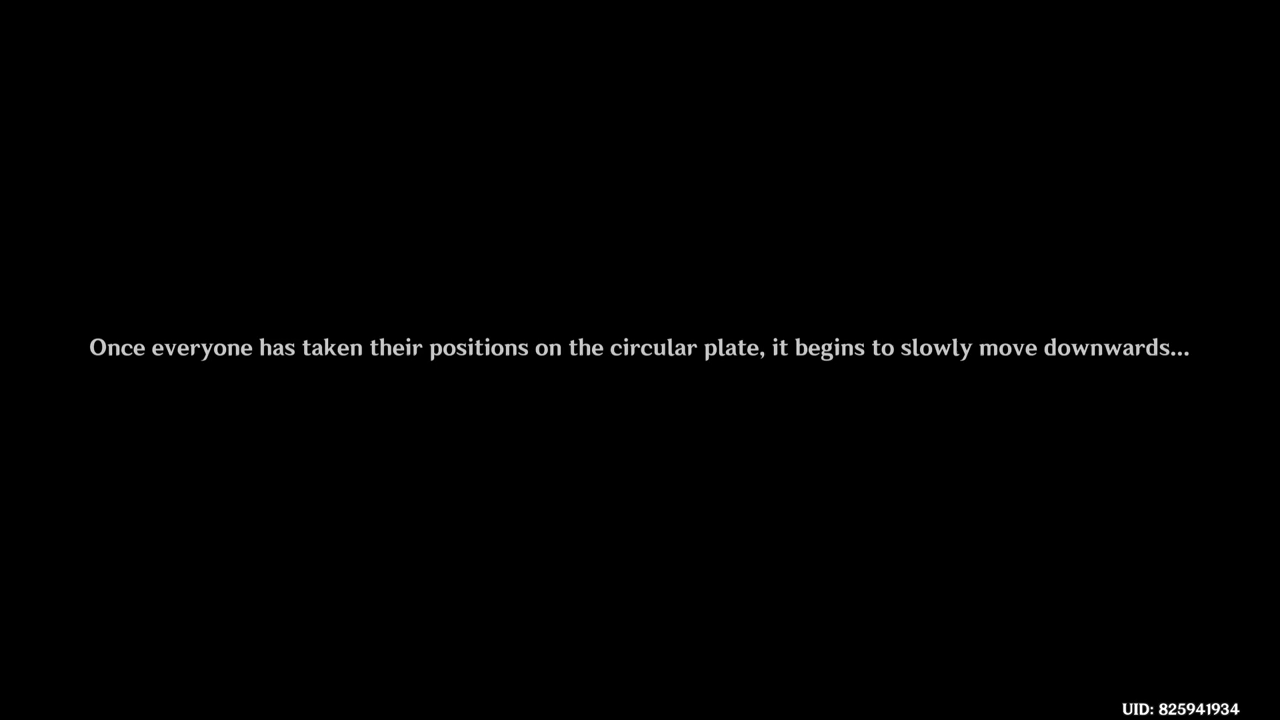 Once everyone has taken their positions on the circular plate, it begins to slowly move downwards...
UID: 825941934